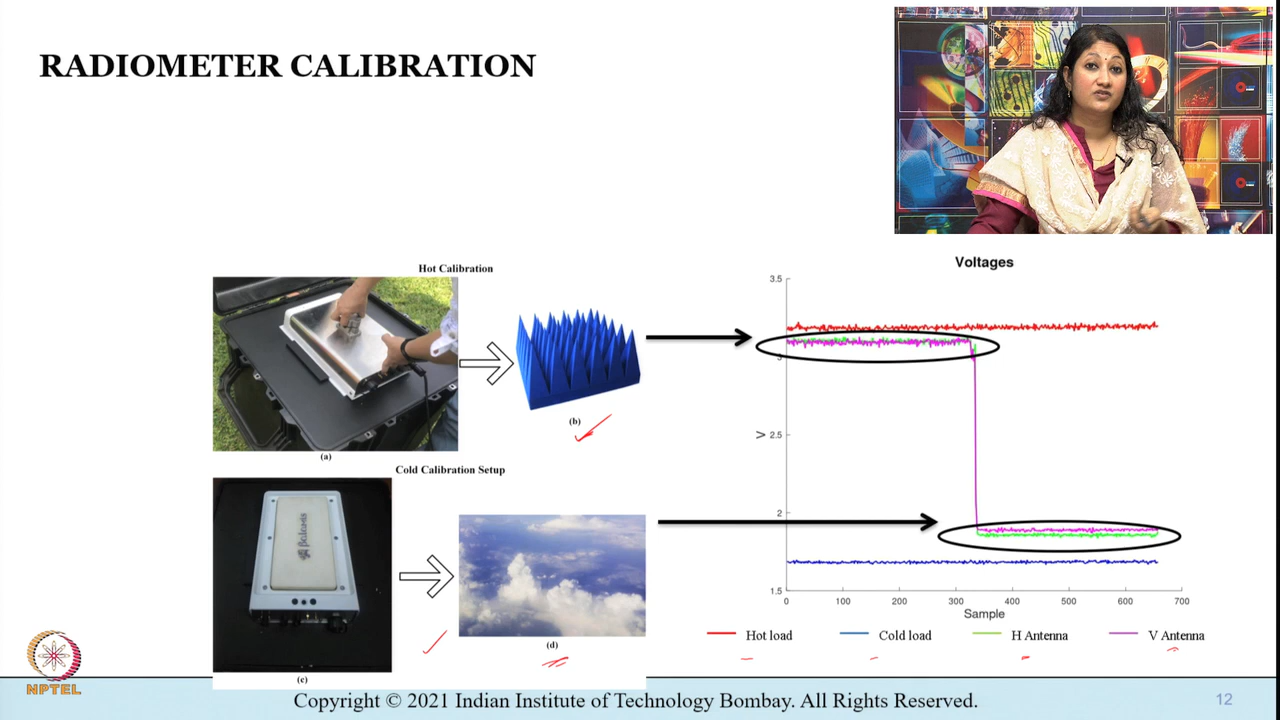 RADIOMETER CALIBRATION
Hot Calibration
(a)
(b)
Cold Calibration Setup
(c)
(d)
Voltages
3.5
3
2.5
2
1.5
V
0 100 200 300 400 500 600 700
Sample
Hot load Cold load H Antenna V Antenna
NPTEL
Copyright © 2021 Indian Institute of Technology Bombay. All Rights Reserved.
12